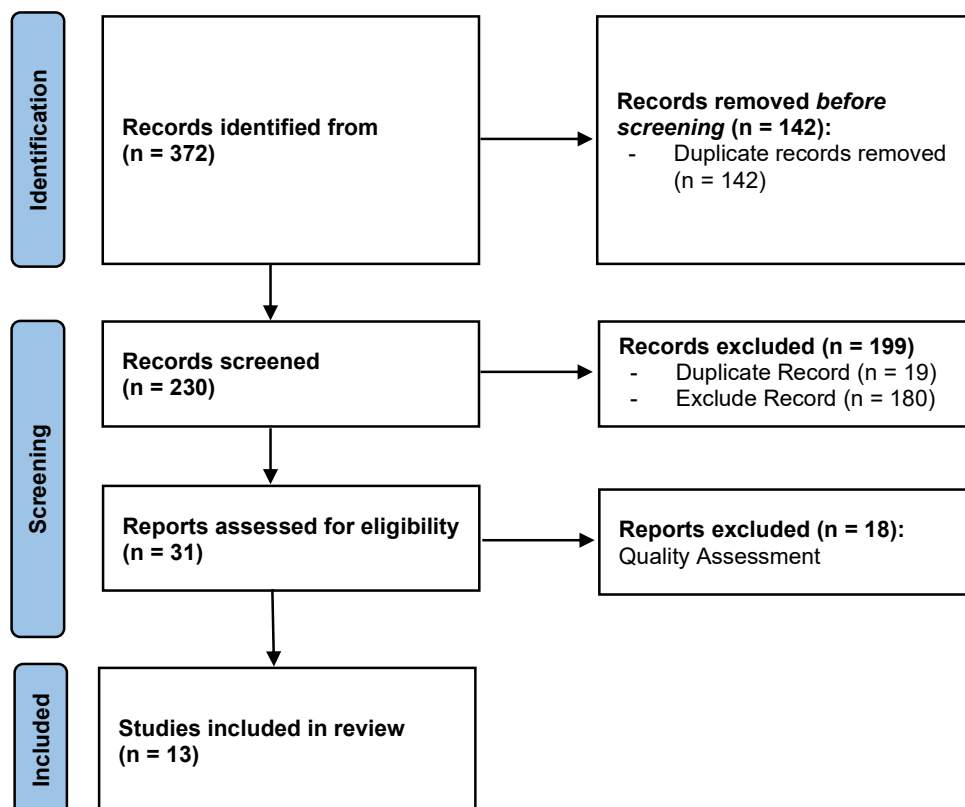 Identification
Records identified from
(n = 372)
Records removed before
screening (n = 142):
- Duplicate records removed
(n = 142)
Screening
Records screened
(n = 230)
Records excluded (n = 199)
- Duplicate Record (n = 19)
- Exclude Record (n = 180)
Reports assessed for eligibility
(n = 31)
Reports excluded (n = 18):
Quality Assessment
Included
Studies included in review
(n = 13)